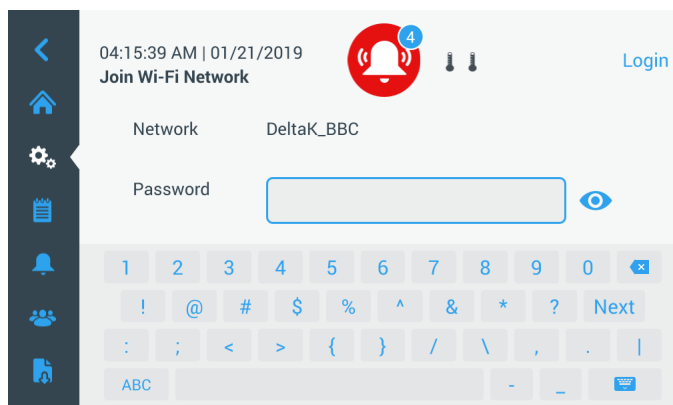 04:15:39 AM | 01/21/2019
4
Login
Join Wi-Fi Network
Network DeltaK_BBC
Password
1 2 3 4 5 6 7 8 9 0
! @ # $ % ^ & * ? Next
: ; < > { } / \ , . |
ABC - _